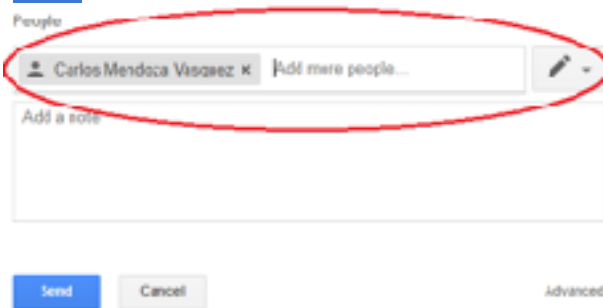 People
Carlos Mendoza Vasquez × Add more people...
Add a note
Send Cancel Advanced